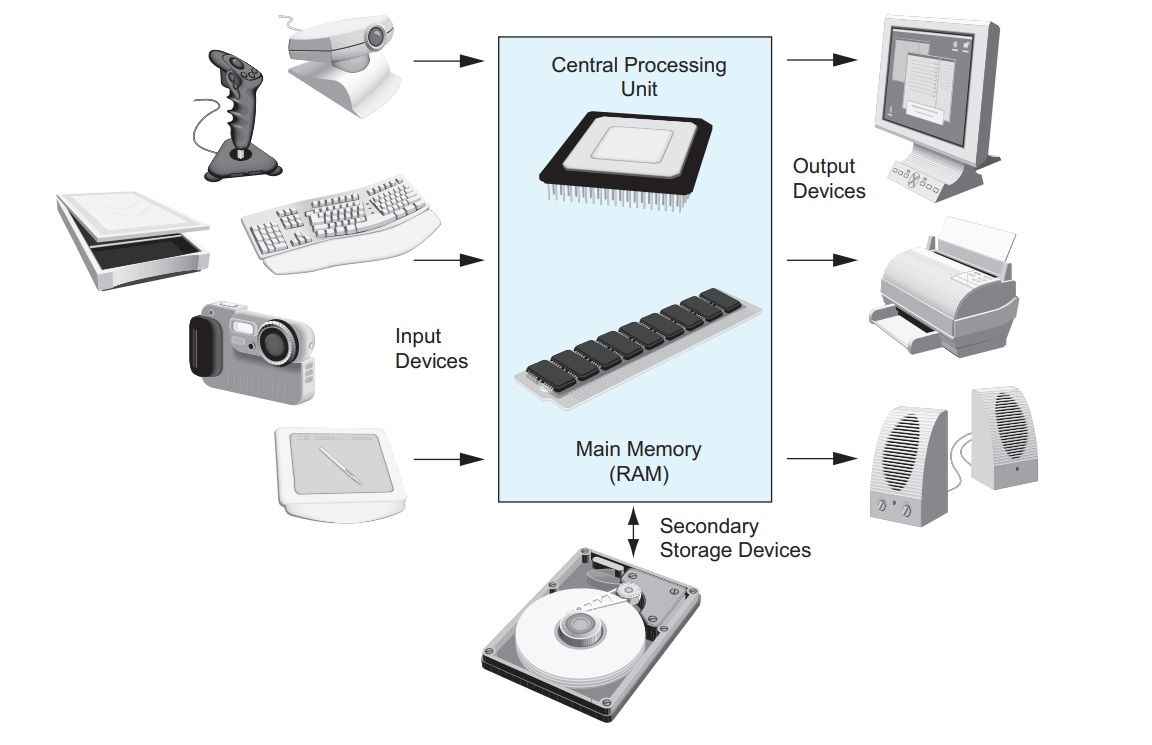 Central Processing
Unit
Output
Devices
Input
Devices
Main Memory
(RAM)
Secondary
Storage Devices